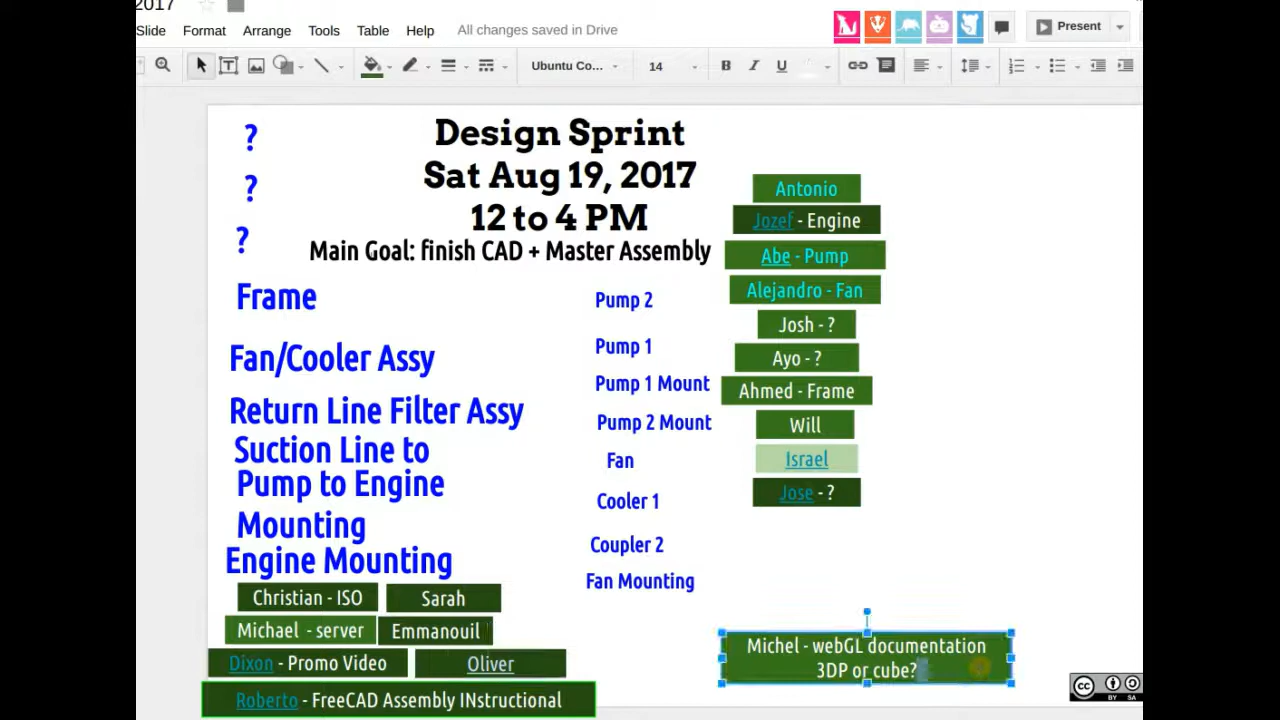 2017
Slide Format Arrange Tools Table Help All changes saved in Drive
Present
Ubuntu Co... 14 B I U
?
?
?
Design Sprint
Sat Aug 19, 2017
12 to 4 PM
Main Goal: finish CAD + Master Assembly
Frame
Fan/Cooler Assy
Return Line Filter Assy
Suction Line to
Pump to Engine
Mounting
Engine Mounting
Pump 2
Pump 1
Pump 1 Mount
Pump 2 Mount
Fan
Cooler 1
Coupler 2
Fan Mounting
Antonio
Jozef - Engine
Abe - Pump
Alejandro - Fan
Josh - ?
Ayo - ?
Ahmed - Frame
Will
Israel
Jose - ?
Christian - ISO
Sarah
Michael - server
Emmanouil
Dixon - Promo Video
Oliver
Roberto - FreeCAD Assembly INstructional
Michel - webGL documentation
3DP or cube?
cc
BY SA